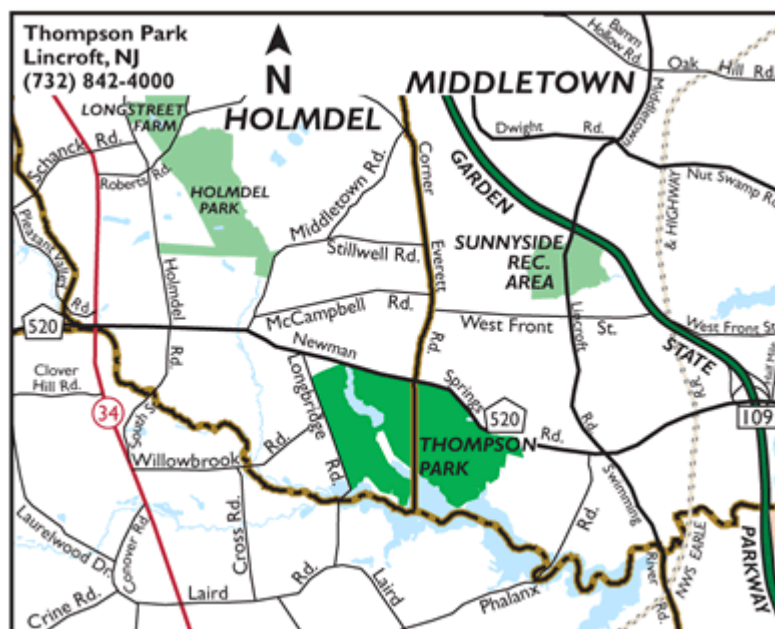 Thompson Park
Lincroft, NJ
(732) 842-4000
N
HOLMDEL
MIDDLETOWN
LONGSTREET
FARM
HOLMDEL
PARK
SUNNYSIDE
REC.
AREA
THOMPSON
PARK
GARDEN
STATE
PARKWAY
Bamm
Hollow Rd.
Oak Hill Rd.
Middletown
Dwight Rd.
Nut Swamp Rd.
& HIGHWAY
R.R.
NWS EARLE
Schanck Rd.
Roberts Rd.
Pleasant Valley
Rd.
Holmdel
Rd.
Middletown Rd.
Stillwell Rd.
McCampbell Rd.
Corner
Everett
Rd.
West Front St.
West Front St.
Lincroft
Rd.
520
Newman
Springs
Rd.
520
109
Clover
Hill Rd.
34
South St.
Longbridge
Rd.
Willowbrook Rd.
Cross Rd.
Laurelwood Dr.
Conover Rd.
Crine Rd.
Laird Rd.
Laird
Phalanx
Rd.
Swimming
River
Rd.